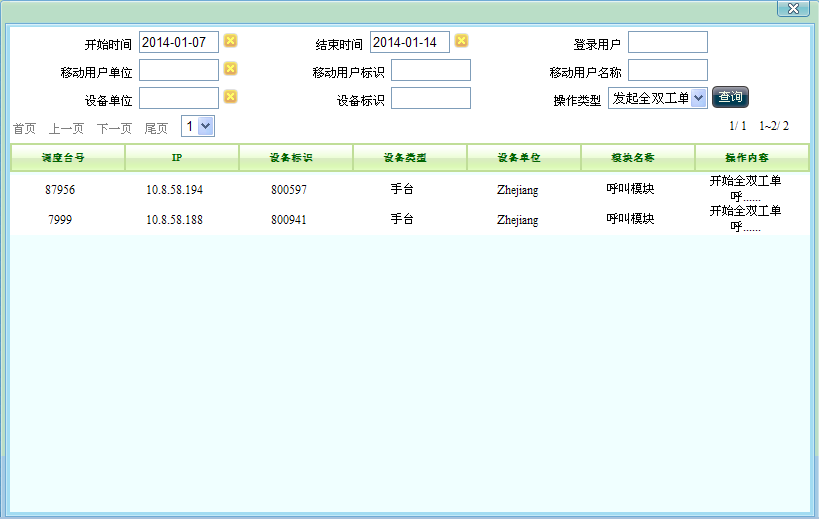 开始时间 2014-01-07 结束时间 2014-01-14 登录用户
移动用户单位 移动用户标识 移动用户名称
设备单位 设备标识 操作类型 发起全双工单 查询
首页 上一页 下一页 尾页 1 1/ 1 1~2/ 2
调度台号 IP 设备标识 设备类型 设备单位 模块名称 操作内容
87956 10.8.58.194 800597 手台 Zhejiang 呼叫模块 开始全双工单
呼......
7999 10.8.58.188 800941 手台 Zhejiang 呼叫模块 开始全双工单
呼......